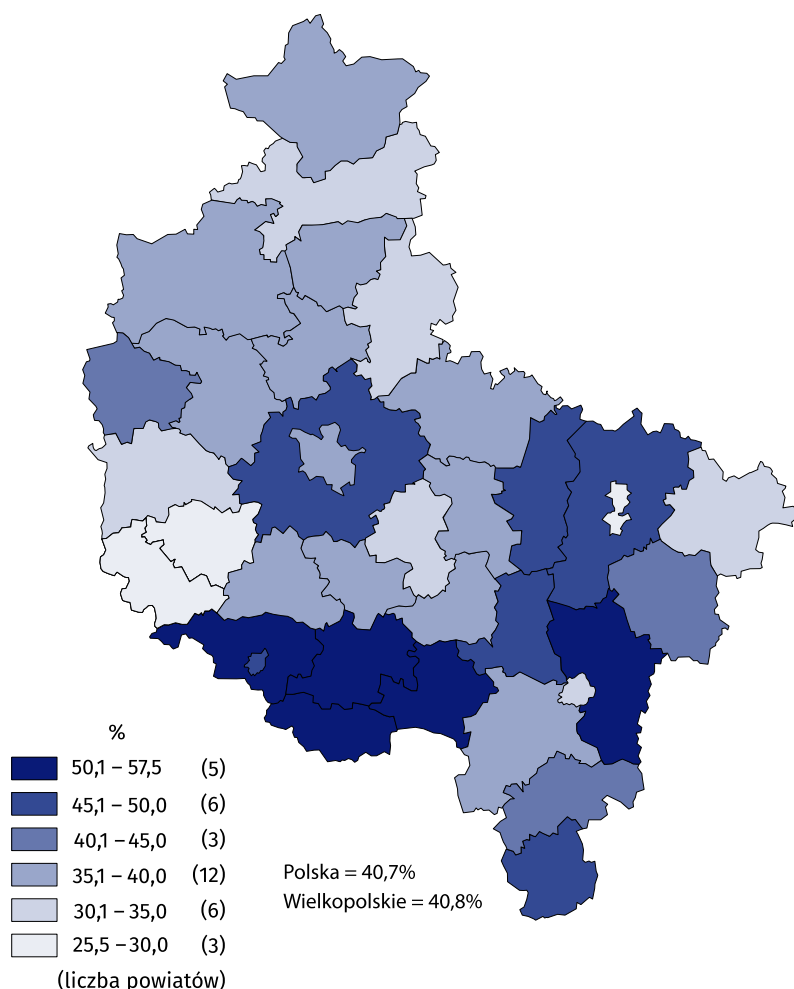 %
50,1 – 57,5 (5)
45,1 – 50,0 (6)
40,1 – 45,0 (3)
35,1 – 40,0 (12)
30,1 – 35,0 (6)
25,5 – 30,0 (3)
(liczba powiatów)
Polska = 40,7%
Wielkopolskie = 40,8%